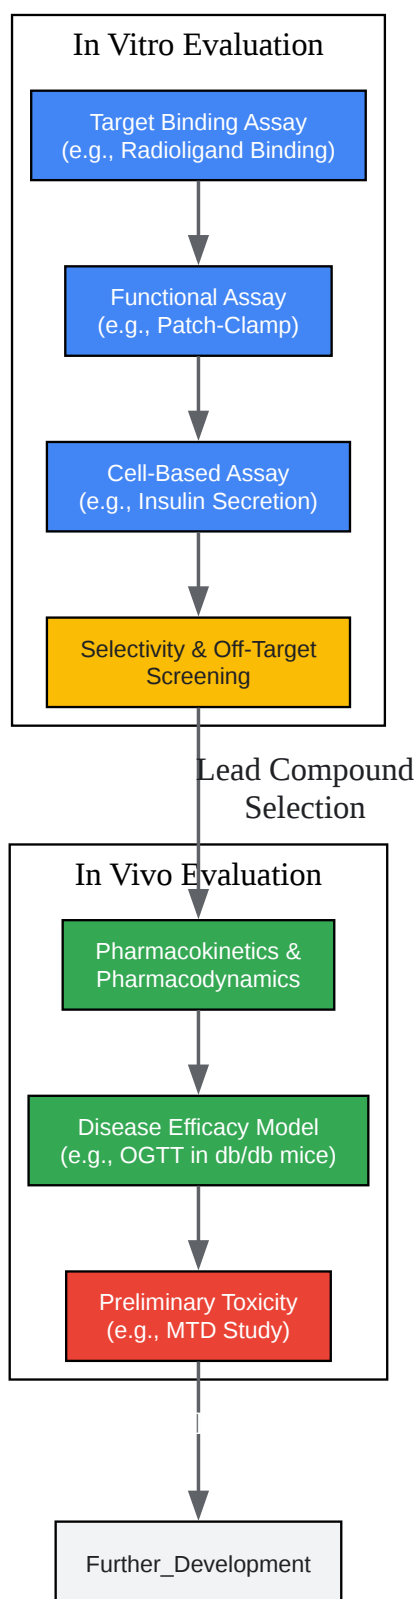 In Vitro Evaluation
Target Binding Assay
(e.g., Radioligand Binding)
Functional Assay
(e.g., Patch-Clamp)
Cell-Based Assay
(e.g., Insulin Secretion)
Selectivity & Off-Target
Screening
Lead Compound
Selection
In Vivo Evaluation
Pharmacokinetics &
Pharmacodynamics
Disease Efficacy Model
(e.g., OGTT in db/db mice)
Preliminary Toxicity
(e.g., MTD Study)
Further_Development